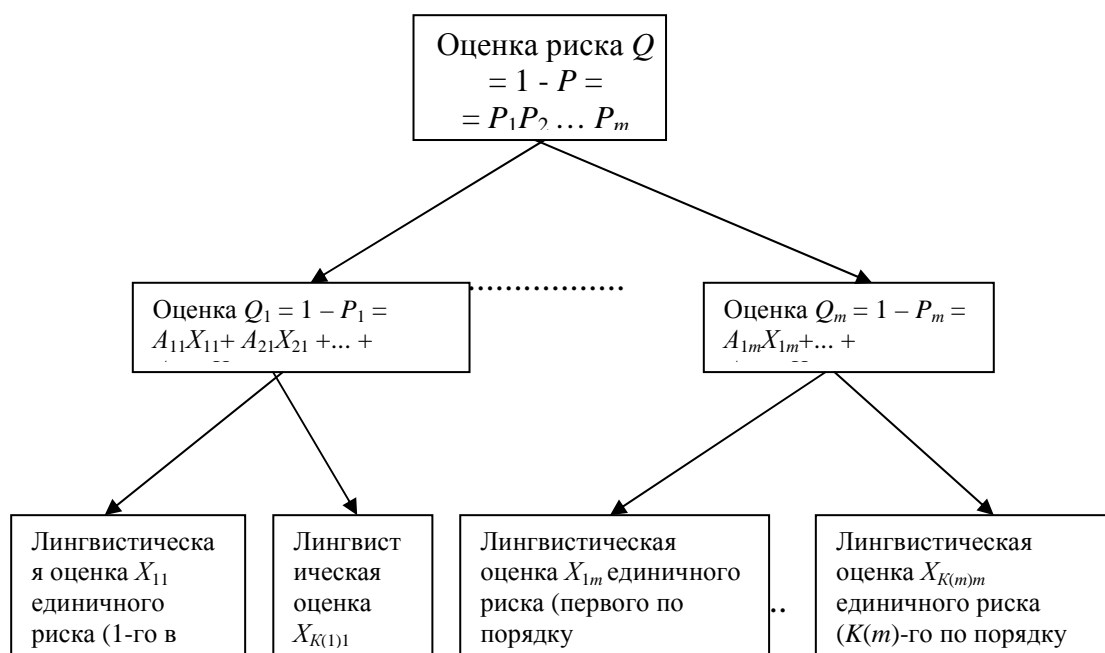 Оценка риска Q
= 1 - P =
= P₁P₂ … Pₘ
Оценка Q₁ = 1 – P₁ =
A₁₁X₁₁+ A₂₁X₂₁ +... +
Оценка Qₘ = 1 – Pₘ =
A₁ₘX₁ₘ+... +
Лингвистическа
я оценка X₁₁
единичного
риска (1-го в
Лингвист
ическая
оценка
X_K(1)1
Лингвистическая
оценка X₁ₘ единичного
риска (первого по
порядку
Лингвистическая
оценка X_K(m)m
единичного риска
(K(m)-го по порядку